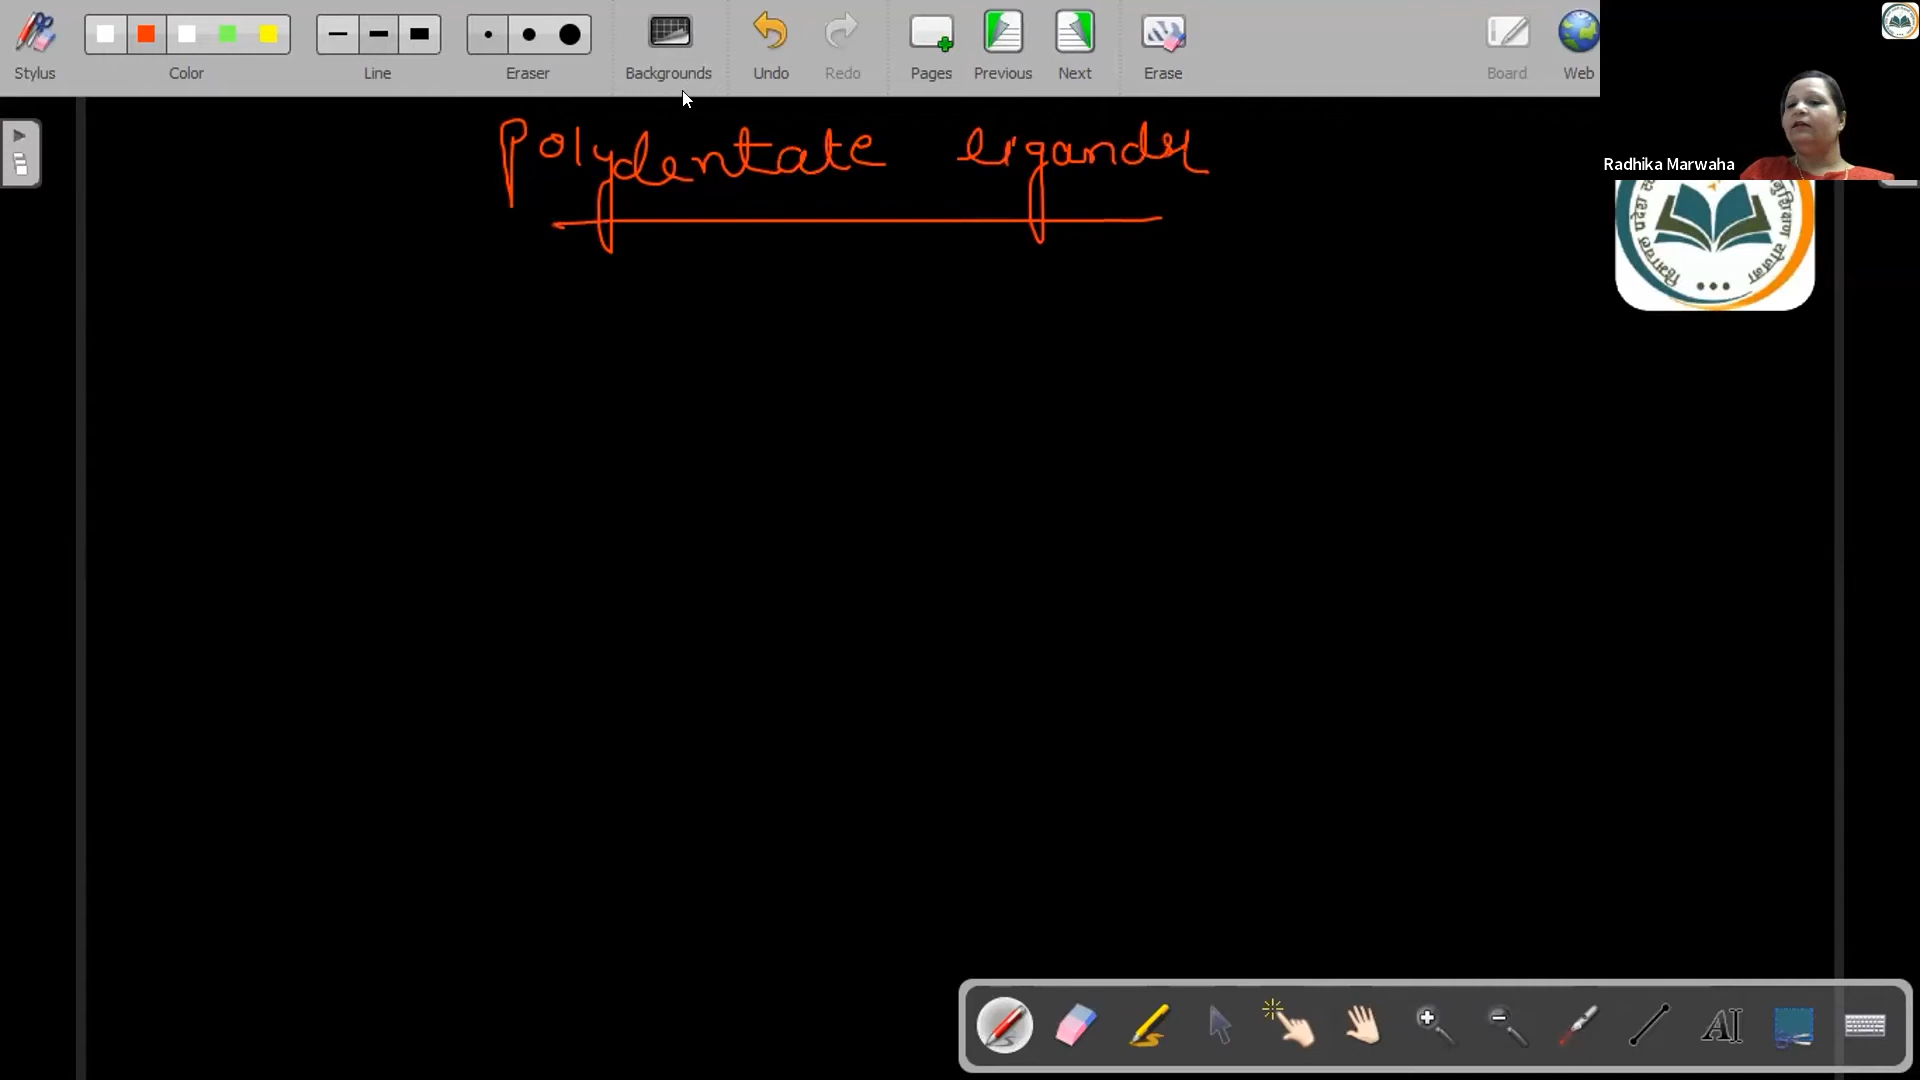 Stylus Color Line Eraser Backgrounds Undo Redo Pages Previous Next Erase Board Web
Polydentate ligands
Radhika Marwaha